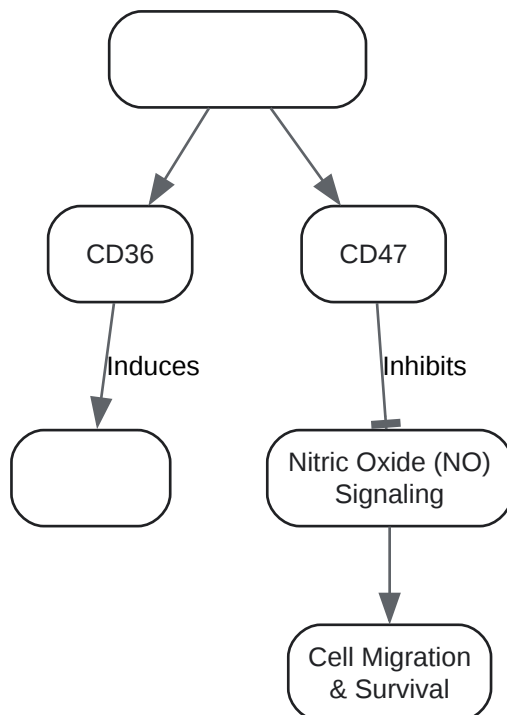 CD36
CD47
Induces
Inhibits
Nitric Oxide (NO)
Signaling
Cell Migration
& Survival